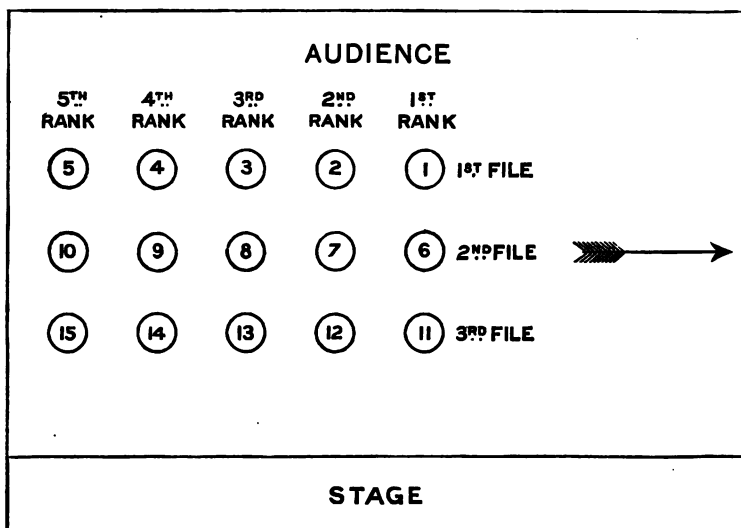 AUDIENCE
5TH 4TH 3RD 2ND 1ST
RANK RANK RANK RANK RANK
5 4 3 2 1 1ST FILE
10 9 8 7 6 2ND FILE
15 14 13 12 11 3RD FILE
STAGE